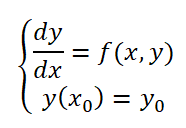 dy/dx = f(x, y)
y(x₀) = y₀